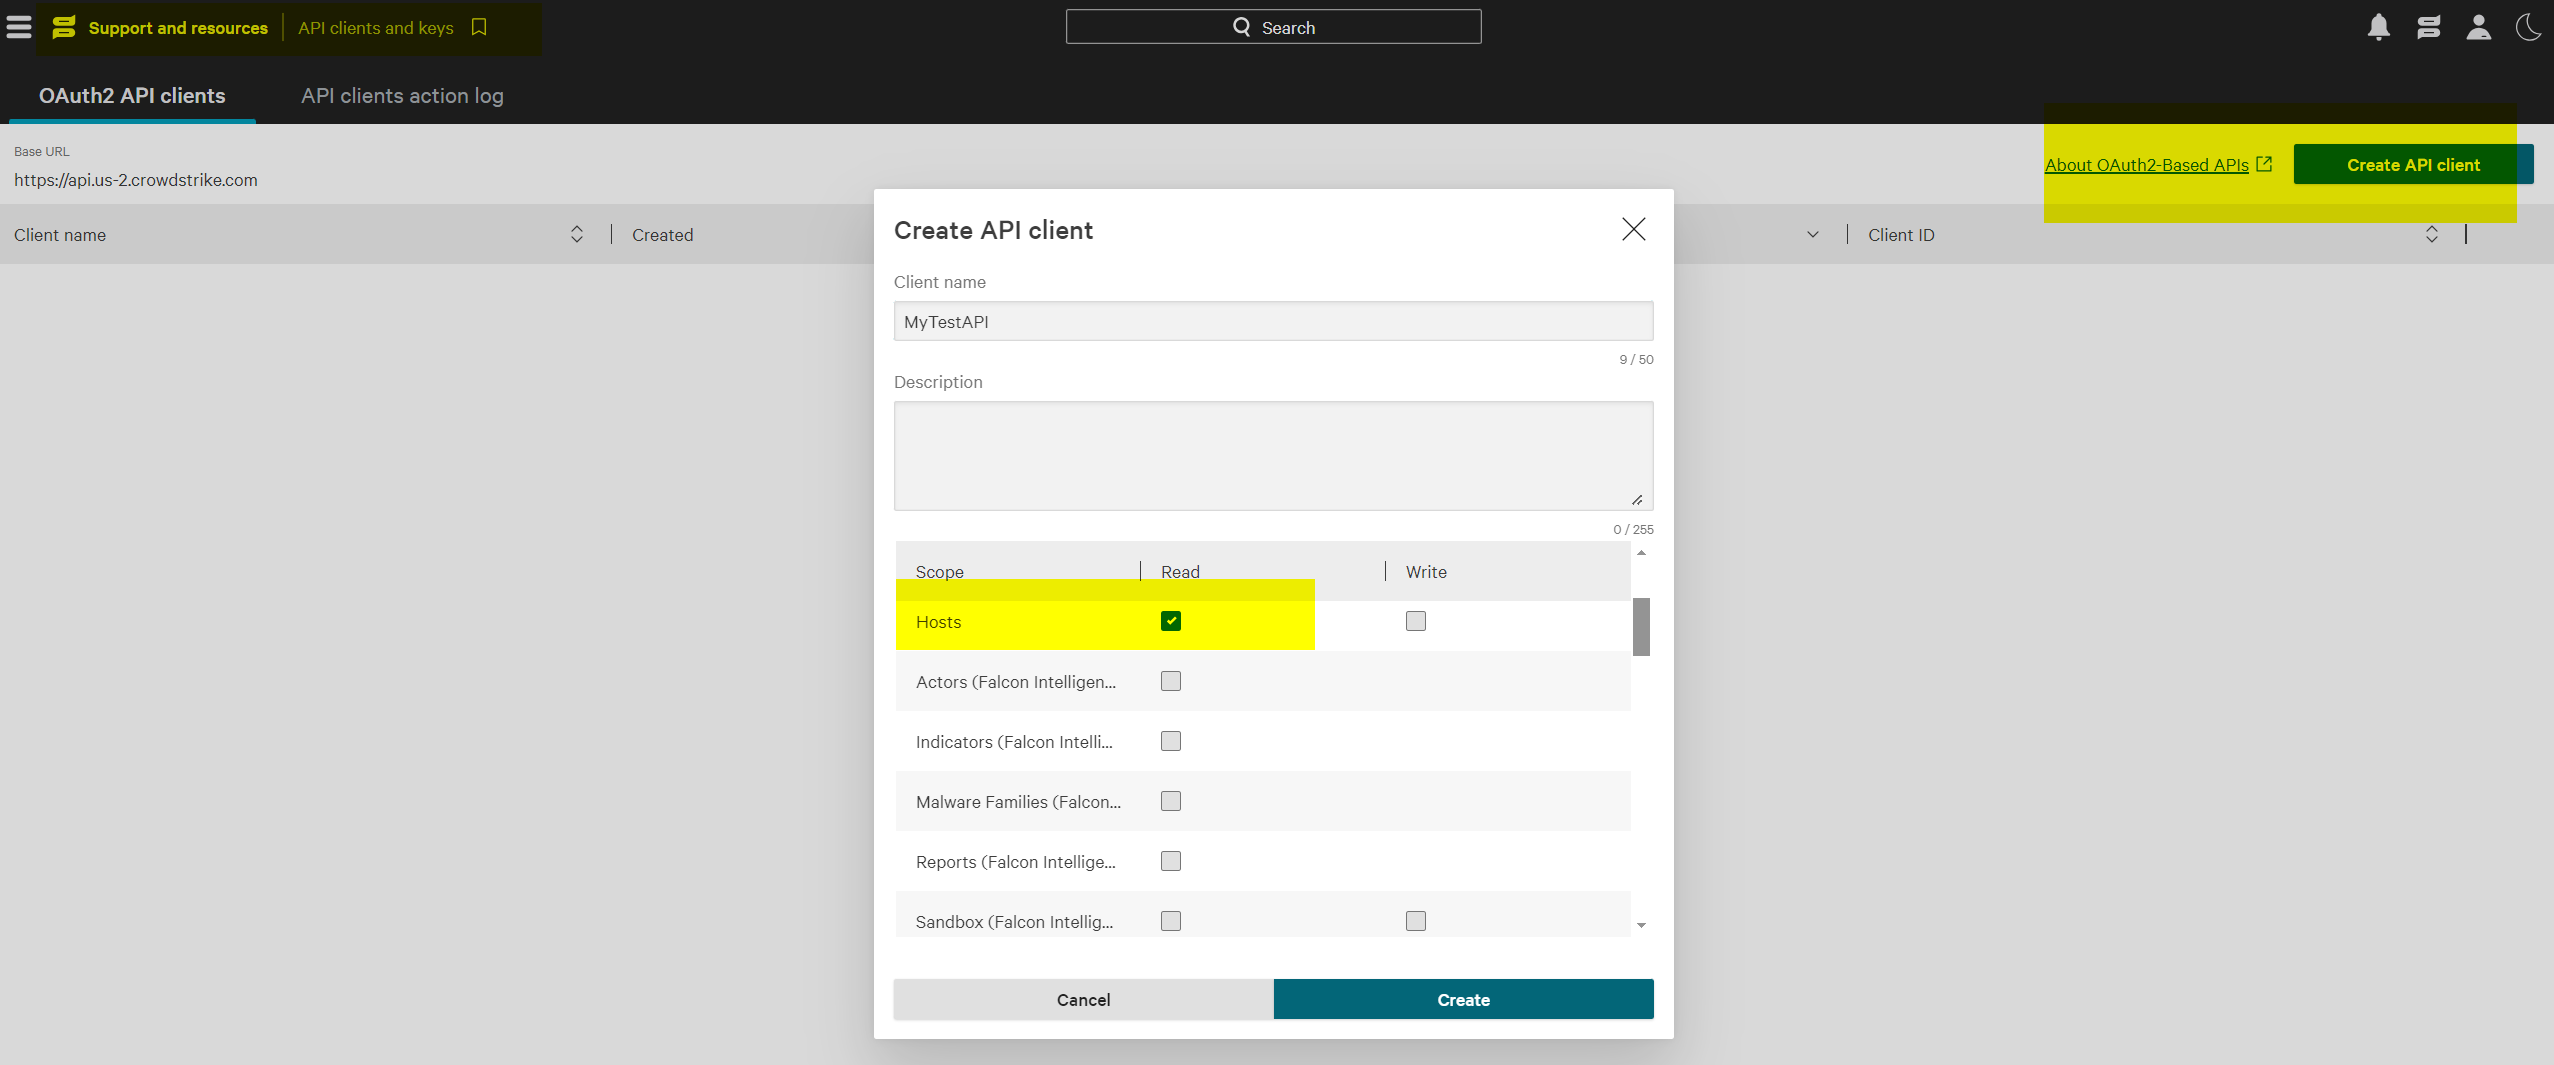 Support and resources
API clients and keys
Search
OAuth2 API clients
API clients action log
Base URL
https://api.us-2.crowdstrike.com
About OAuth2-Based APIs
Create API client
Client name
Created
Client ID
Create API client
Client name
MyTestAPI
9 / 50
Description
0 / 255
Scope
Read
Write
Hosts
Actors (Falcon Intelligen...
Indicators (Falcon Intelli...
Malware Families (Falcon...
Reports (Falcon Intellige...
Sandbox (Falcon Intellig...
Cancel
Create